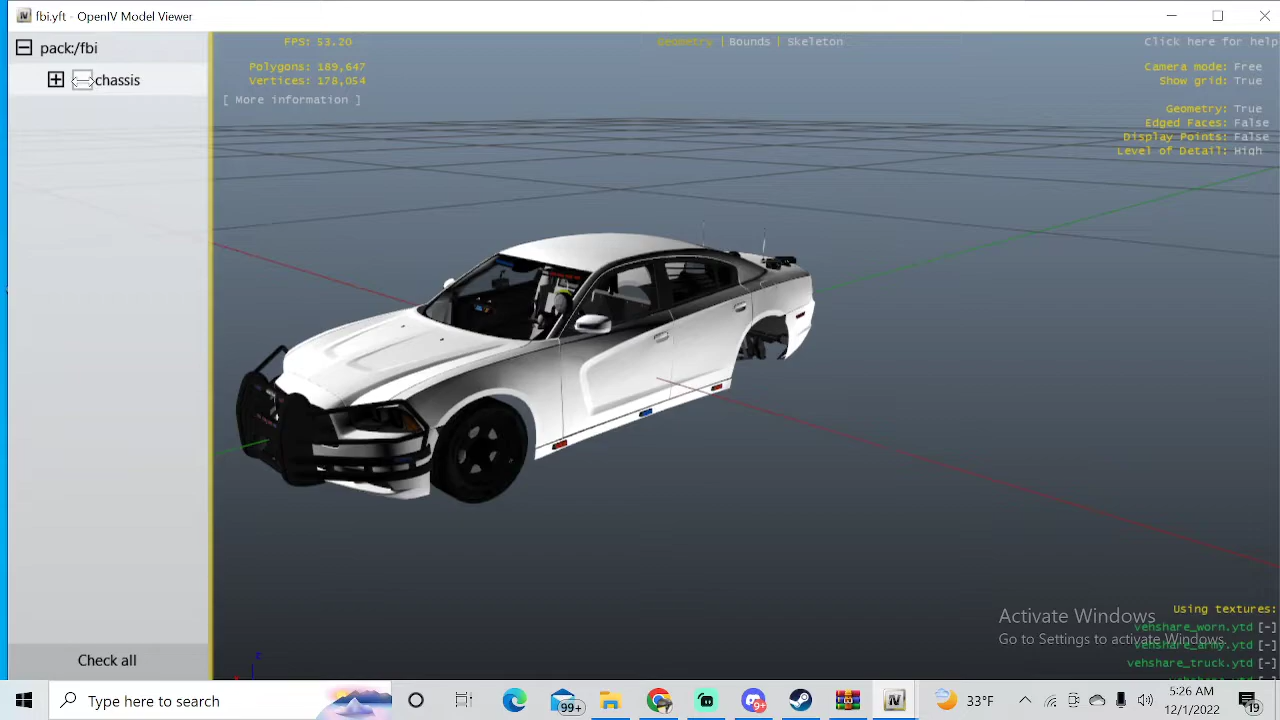 fbi.yft - OpenIV Model Viewer
pack:/fbi
chassis
Check all
FPS: 53.20
Polygons: 189,647
Vertices: 178,054
[ More information ]
Geometry | Bounds | Skeleton
Click here for help
Camera mode: Free
Show grid: True
Geometry: True
Edged Faces: False
Display Points: False
Level of Detail: High
Activate Windows
Go to Settings to activate Windows.
Using textures:
vehshare_worn.ytd [-]
vehshare_army.ytd [-]
vehshare_truck.ytd [-]
z
Type here to search
99+
9+
33°F
5:26 AM
12/1/2022
19